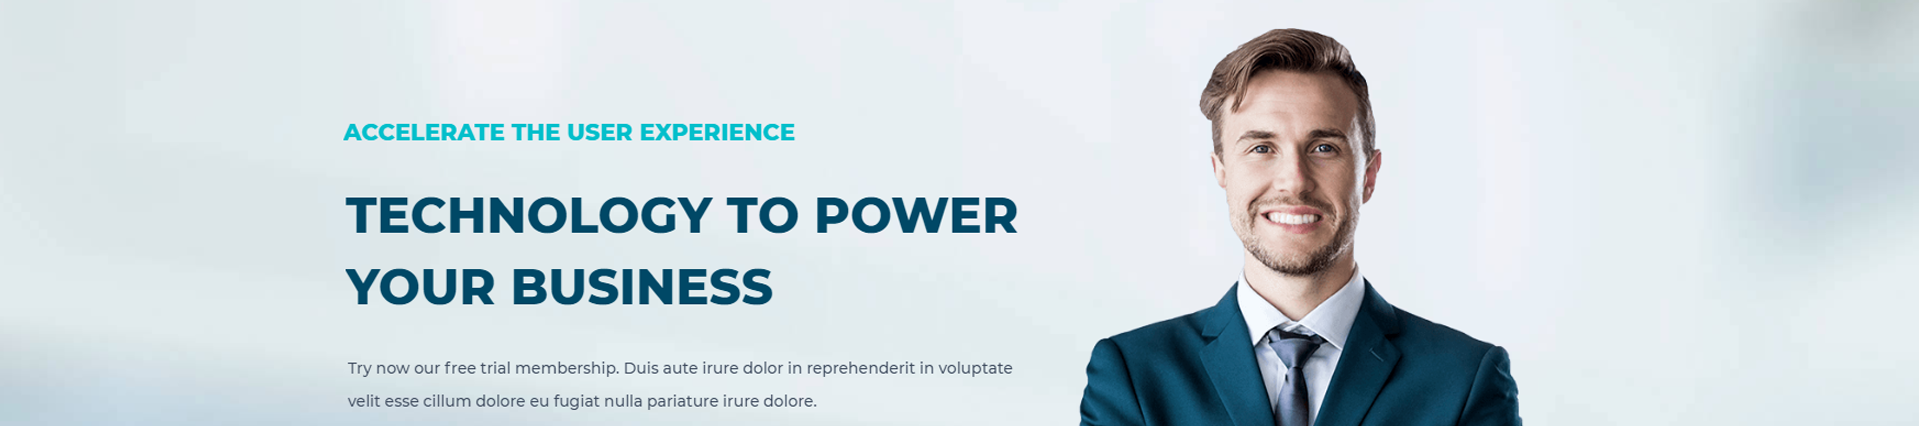 ACCELERATE THE USER EXPERIENCE
TECHNOLOGY TO POWER
YOUR BUSINESS
Try now our free trial membership. Duis aute irure dolor in reprehenderit in voluptate
velit esse cillum dolore eu fugiat nulla pariature irure dolore.